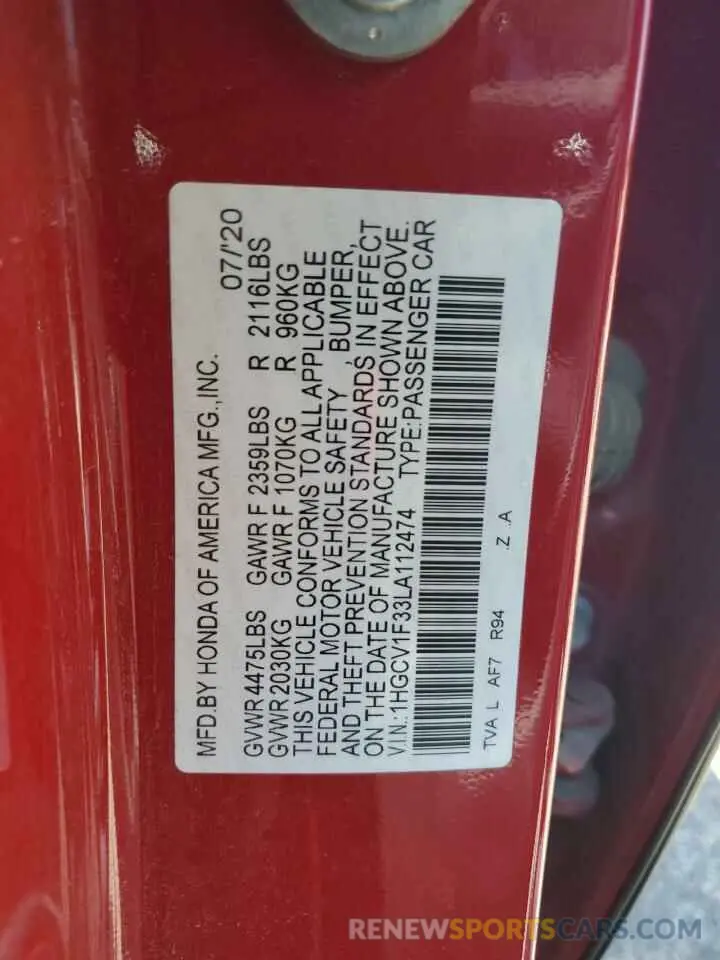 MFD.BY HONDA OF AMERICA MFG.,INC. 07/'20
GVWR 4475LBS GAWR F 2359LBS R 2116LBS
GVWR 2030KG GAWR F 1070KG R 960KG
THIS VEHICLE CONFORMS TO ALL APPLICABLE
FEDERAL MOTOR VEHICLE SAFETY, BUMPER,
AND THEFT PREVENTION STANDARDS IN EFFECT
ON THE DATE OF MANUFACTURE SHOWN ABOVE.
V.I.N.:1HGCV1F33LA112474 TYPE:PASSENGER CAR
TVA L AF7 R94 .Z .A
RENEWSPORTSCARS.COM